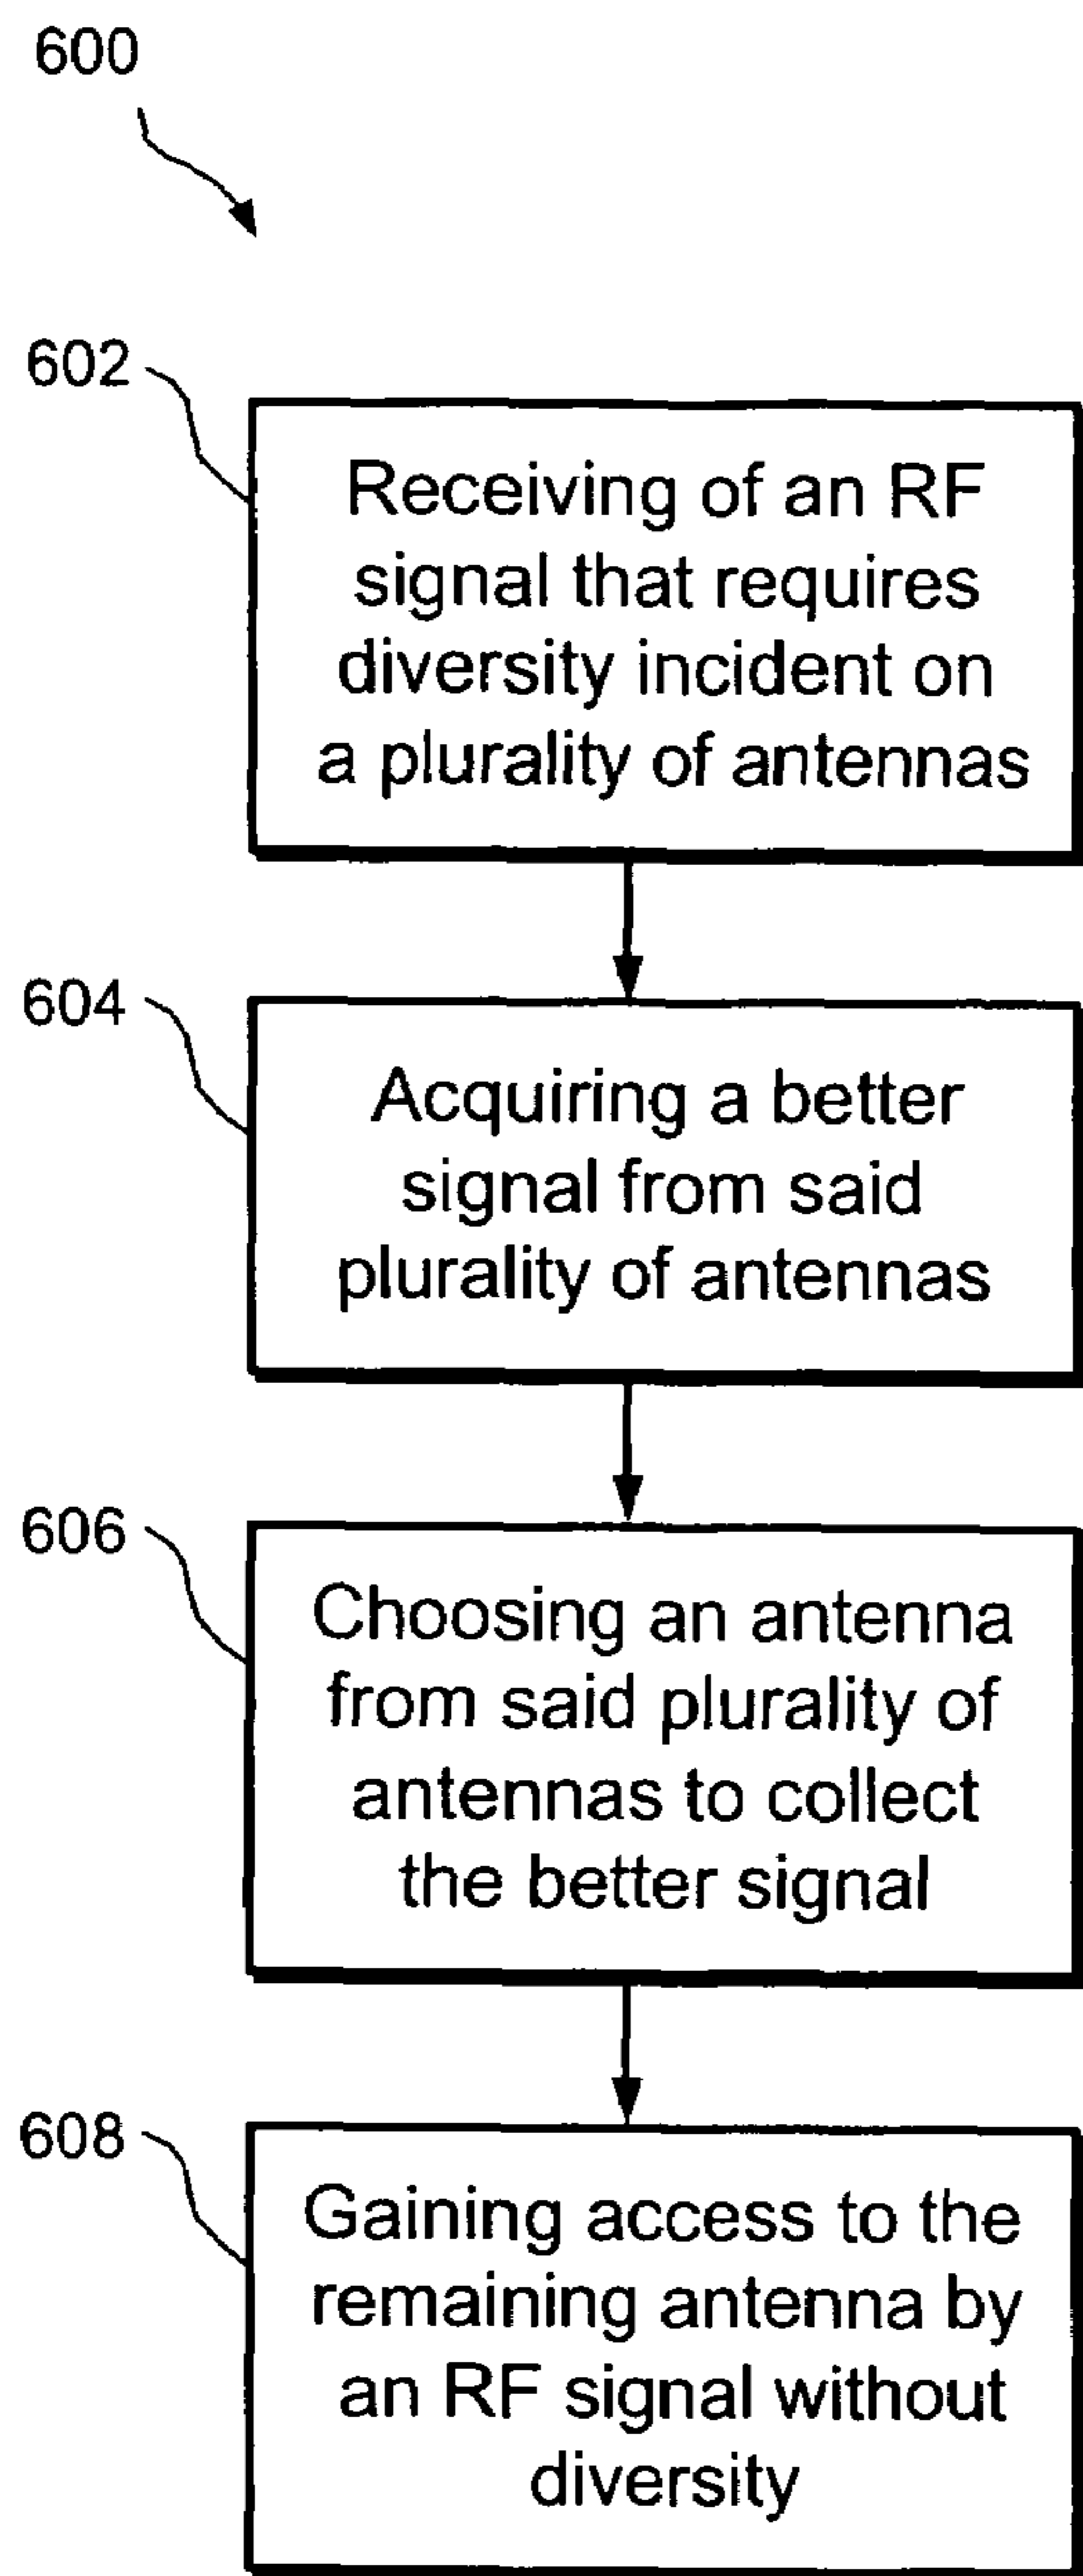 600
602
Receiving of an RF
signal that requires
diversity incident on
a plurality of antennas
604
Acquiring a better
signal from said
plurality of antennas
606
Choosing an antenna
from said plurality of
antennas to collect
the better signal
608
Gaining access to the
remaining antenna by
an RF signal without
diversity